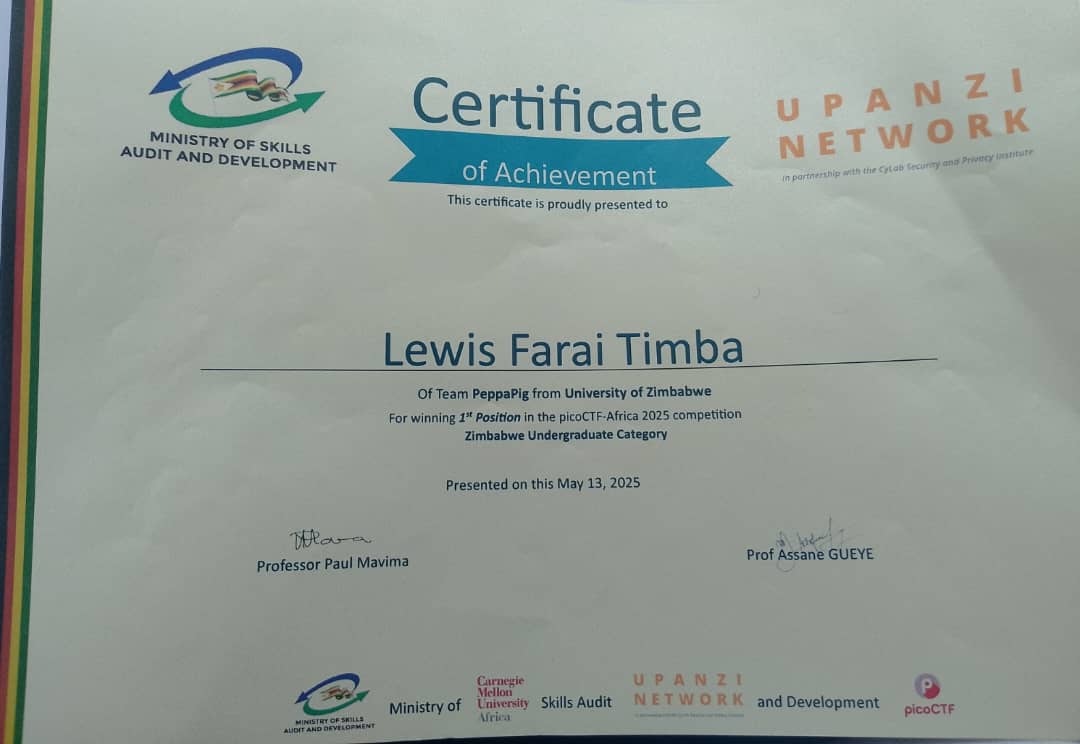 MINISTRY OF SKILLS
AUDIT AND DEVELOPMENT
Certificate
of Achievement
This certificate is proudly presented to
UPANZI
NETWORK
in partnership with the CyLab Security and Privacy Institute
Lewis Farai Timba
Of Team PeppaPig from University of Zimbabwe
For winning 1st Position in the picoCTF-Africa 2025 competition
Zimbabwe Undergraduate Category
Presented on this May 13, 2025
Professor Paul Mavima
Prof Assane GUEYE
MINISTRY OF SKILLS
AUDIT AND DEVELOPMENT
Ministry of
Carnegie
Mellon
University
Africa
Skills Audit
UPANZI
NETWORK
and Development
picoCTF